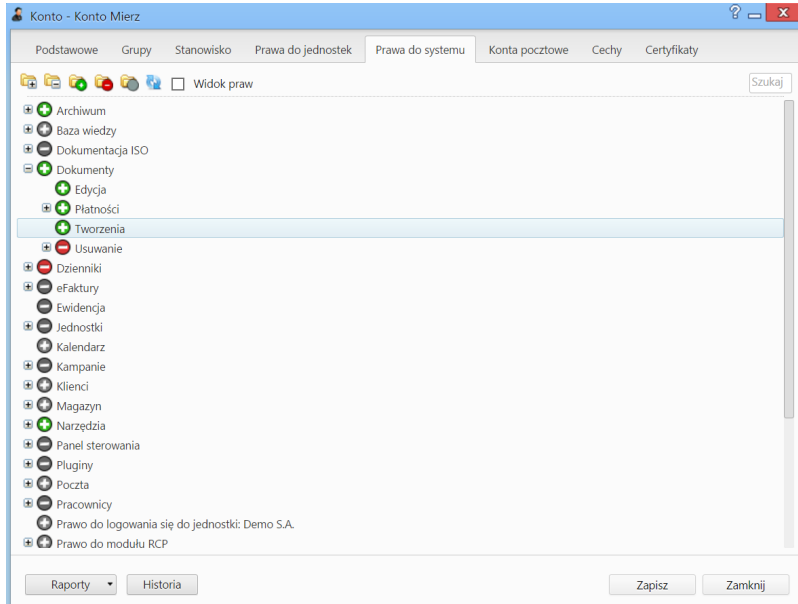 Konto - Konto Mierz
?
X
Podstawowe Grupy Stanowisko Prawa do jednostek Prawa do systemu Konta pocztowe Cechy Certyfikaty
Widok praw Szukaj
Archiwum
Baza wiedzy
Dokumentacja ISO
Dokumenty
Edycja
Płatności
Tworzenia
Usuwanie
Dzienniki
eFaktury
Ewidencja
Jednostki
Kalendarz
Kampanie
Klienci
Magazyn
Narzędzia
Panel sterowania
Pluginy
Poczta
Pracownicy
Prawo do logowania się do jednostki: Demo S.A.
Prawo do modułu RCP
Raporty Historia Zapisz Zamknij